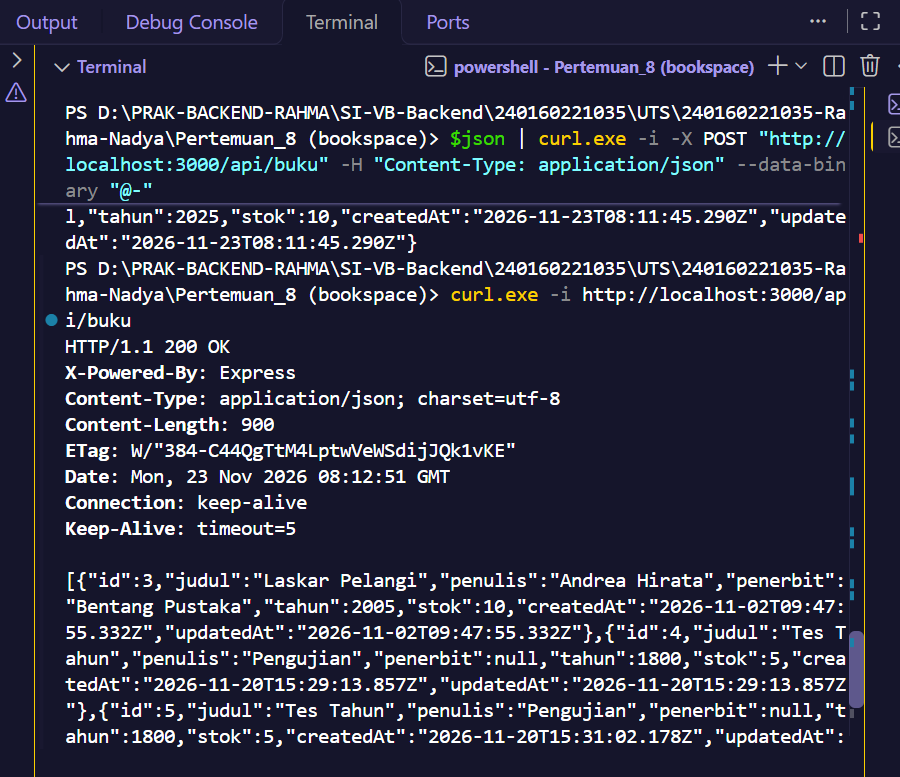 Output Debug Console Terminal Ports ...
Terminal powershell - Pertemuan_8 (bookspace)
PS D:\PRAK-BACKEND-RAHMA\SI-VB-Backend\240160221035\UTS\240160221035-Ra
hma-Nadya\Pertemuan_8 (bookspace)> $json | curl.exe -i -X POST "http://
localhost:3000/api/buku" -H "Content-Type: application/json" --data-bin
ary "@-"
l,"tahun":2025,"stok":10,"createdAt":"2026-11-23T08:11:45.290Z","update
dAt":"2026-11-23T08:11:45.290Z"}
PS D:\PRAK-BACKEND-RAHMA\SI-VB-Backend\240160221035\UTS\240160221035-Ra
hma-Nadya\Pertemuan_8 (bookspace)> curl.exe -i http://localhost:3000/ap
i/buku
HTTP/1.1 200 OK
X-Powered-By: Express
Content-Type: application/json; charset=utf-8
Content-Length: 900
ETag: W/"384-C44QgTtM4LptwVeWSdijJQk1vKE"
Date: Mon, 23 Nov 2026 08:12:51 GMT
Connection: keep-alive
Keep-Alive: timeout=5
[{"id":3,"judul":"Laskar Pelangi","penulis":"Andrea Hirata","penerbit":
"Bentang Pustaka","tahun":2005,"stok":10,"createdAt":"2026-11-02T09:47:
55.332Z","updatedAt":"2026-11-02T09:47:55.332Z"},{"id":4,"judul":"Tes T
ahun","penulis":"Pengujian","penerbit":null,"tahun":1800,"stok":5,"crea
tedAt":"2026-11-20T15:29:13.857Z","updatedAt":"2026-11-20T15:29:13.857Z
"},{"id":5,"judul":"Tes Tahun","penulis":"Pengujian","penerbit":null,"t
ahun":1800,"stok":5,"createdAt":"2026-11-20T15:31:02.178Z","updatedAt":